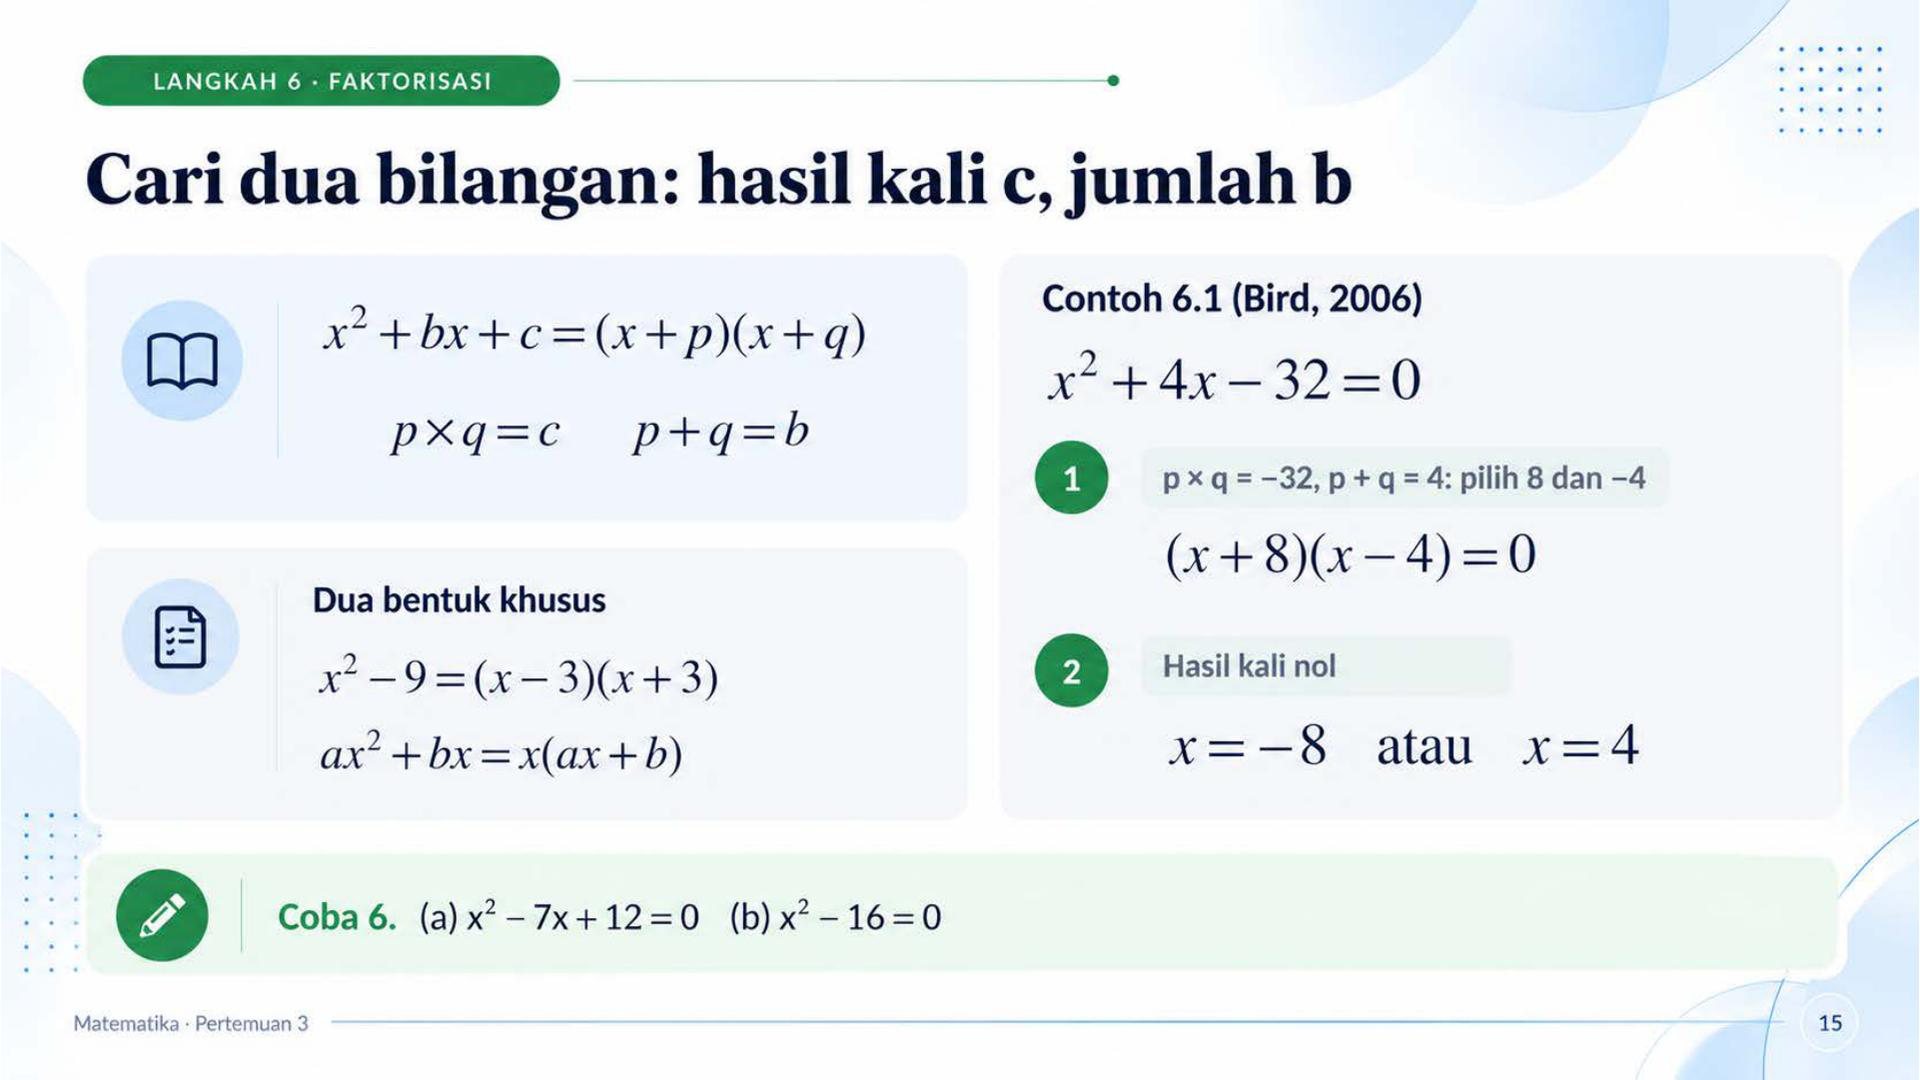 LANGKAH 6 · FAKTORISASI
Cari dua bilangan: hasil kali c, jumlah b
x² + bx + c = (x + p)(x + q)
p × q = c p + q = b
Dua bentuk khusus
x² − 9 = (x − 3)(x + 3)
ax² + bx = x(ax + b)
Contoh 6.1 (Bird, 2006)
x² + 4x − 32 = 0
1 p × q = −32, p + q = 4: pilih 8 dan −4
(x + 8)(x − 4) = 0
2 Hasil kali nol
x = −8 atau x = 4
Coba 6. (a) x² − 7x + 12 = 0 (b) x² − 16 = 0
Matematika · Pertemuan 3
15